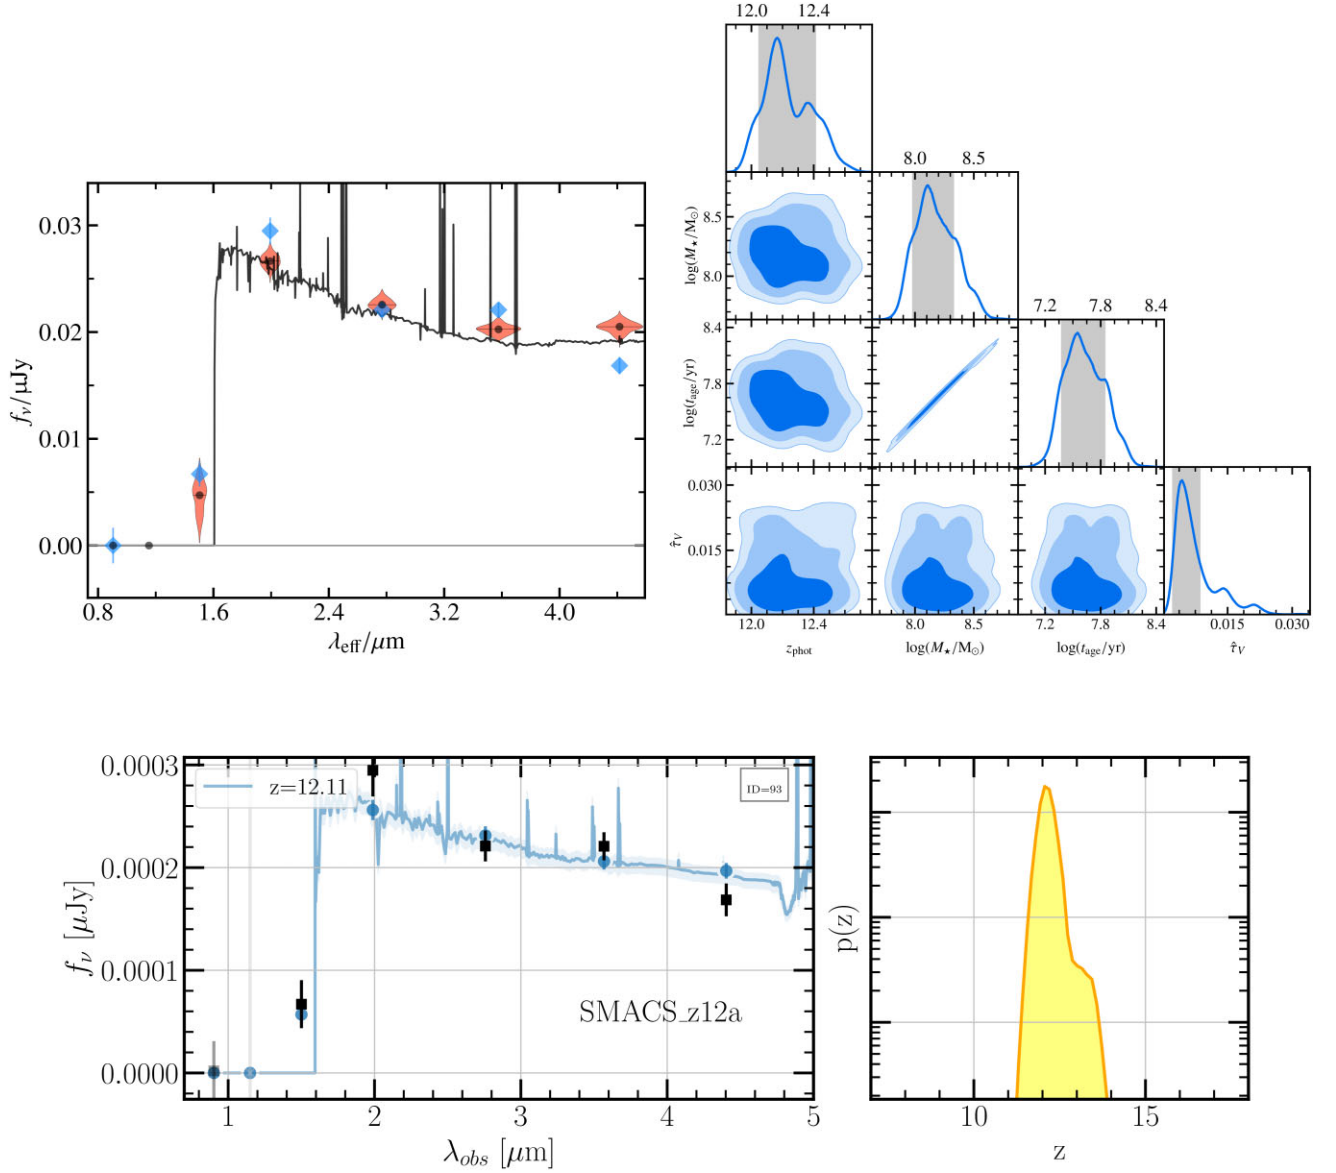 12.0 12.4
8.0 8.5
7.2 7.8 8.4
0.03
0.02
0.01
0.00
f_ν/μJy
0.8 1.6 2.4 3.2 4.0
λ_eff/μm
8.5
8.0
log(M⋆/M⊙)
8.4
7.8
7.2
log(t_age/yr)
0.030
0.015
τ̂_V
12.0 12.4 8.0 8.5 7.2 7.8 8.4 0.015 0.030
z_phot log(M⋆/M⊙) log(t_age/yr) τ̂_V
0.0003
0.0002
0.0001
0.0000
f_ν [μJy]
z=12.11
ID=93
SMACS_z12a
1 2 3 4 5
λ_obs [μm]
p(z)
10 15
z